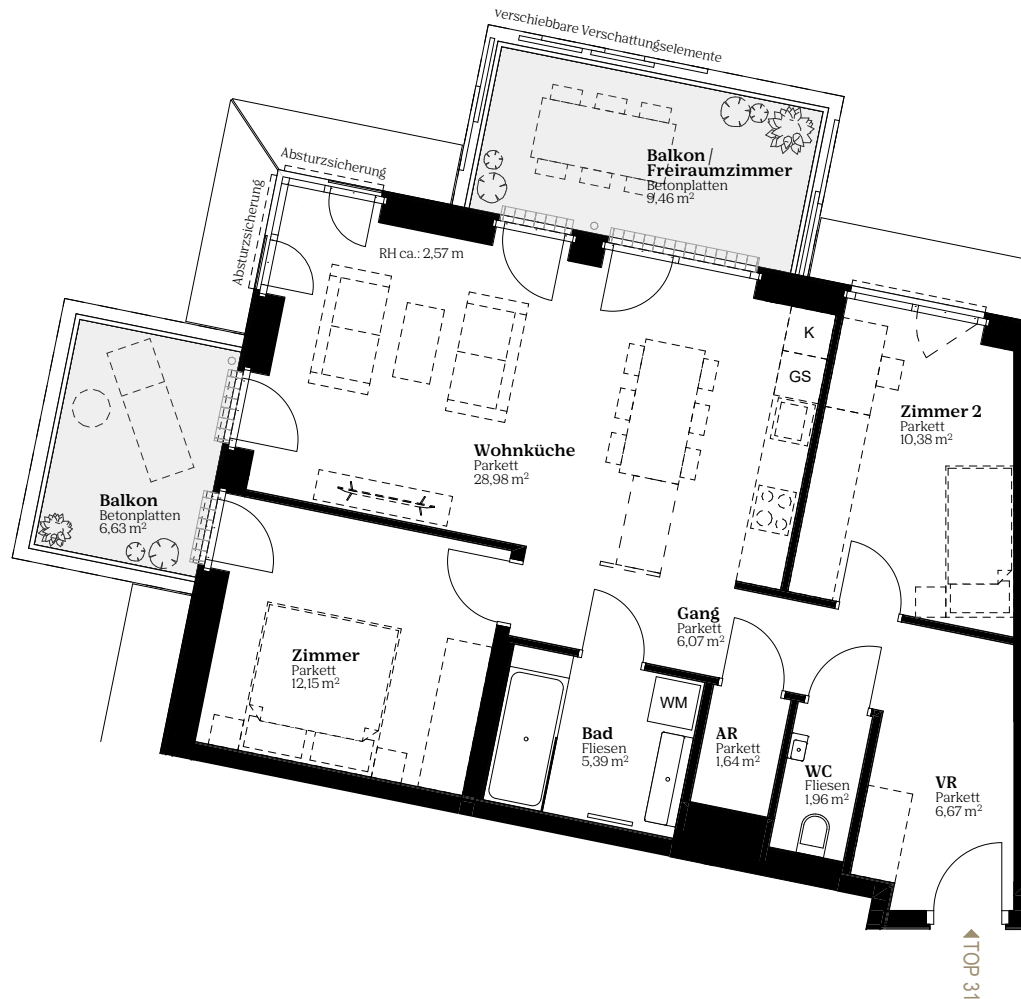 verschiebbare Verschattungselemente
Absturzsicherung
Absturzsicherung
Balkon /
Freiraumzimmer
Betonplatten
9,46 m²
RH ca.: 2,57 m
K
GS
Zimmer 2
Parkett
10,38 m²
Wohnküche
Parkett
28,98 m²
Balkon
Betonplatten
6,63 m²
Gang
Parkett
6,07 m²
Zimmer
Parkett
12,15 m²
WM
Bad
Fliesen
5,39 m²
AR
Parkett
1,64 m²
WC
Fliesen
1,96 m²
VR
Parkett
6,67 m²
TOP 31